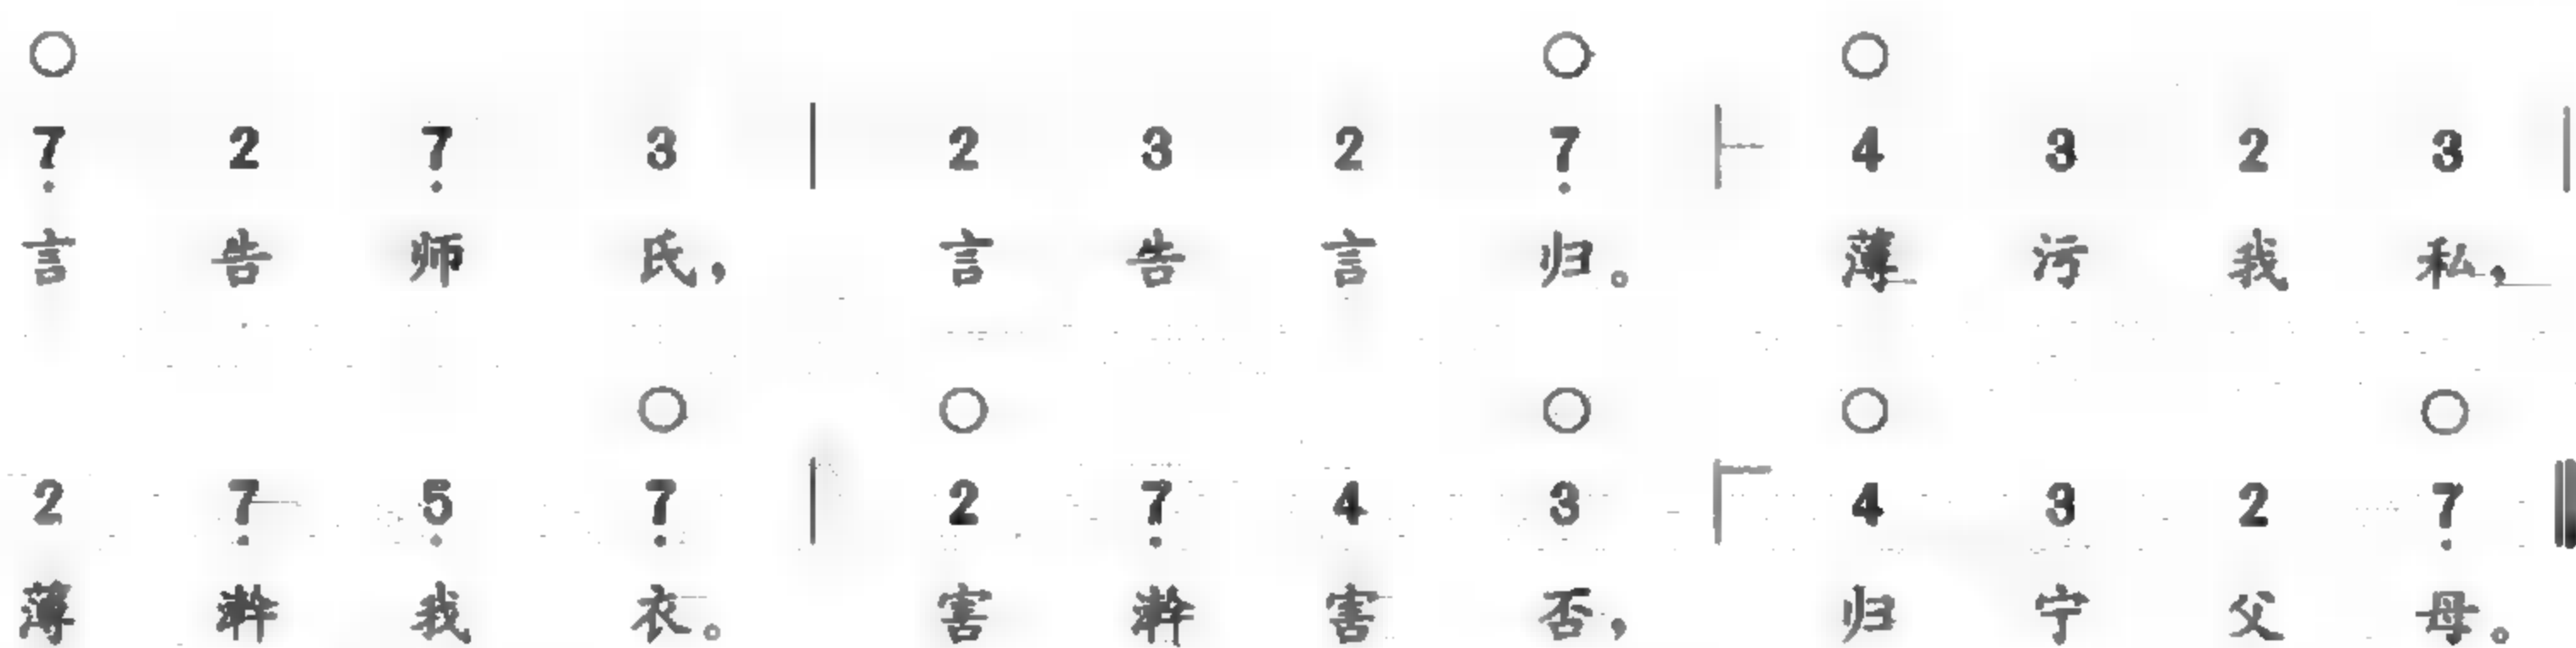 ○ ○ ○
7̣ 2 7̣ 3 | 2 3 2 7̣ | 4 3 2 3 |
言 告 师 氏， 言 告 言 归。 薄 污 我 私，
○ ○ ○ ○ ○
2 7̣ 5̣ 7̣ | 2 7̣ 4 3 | 4 3 2 7̣ ‖
薄 澣 我 衣。 害 澣 害 否， 归 宁 父 母。